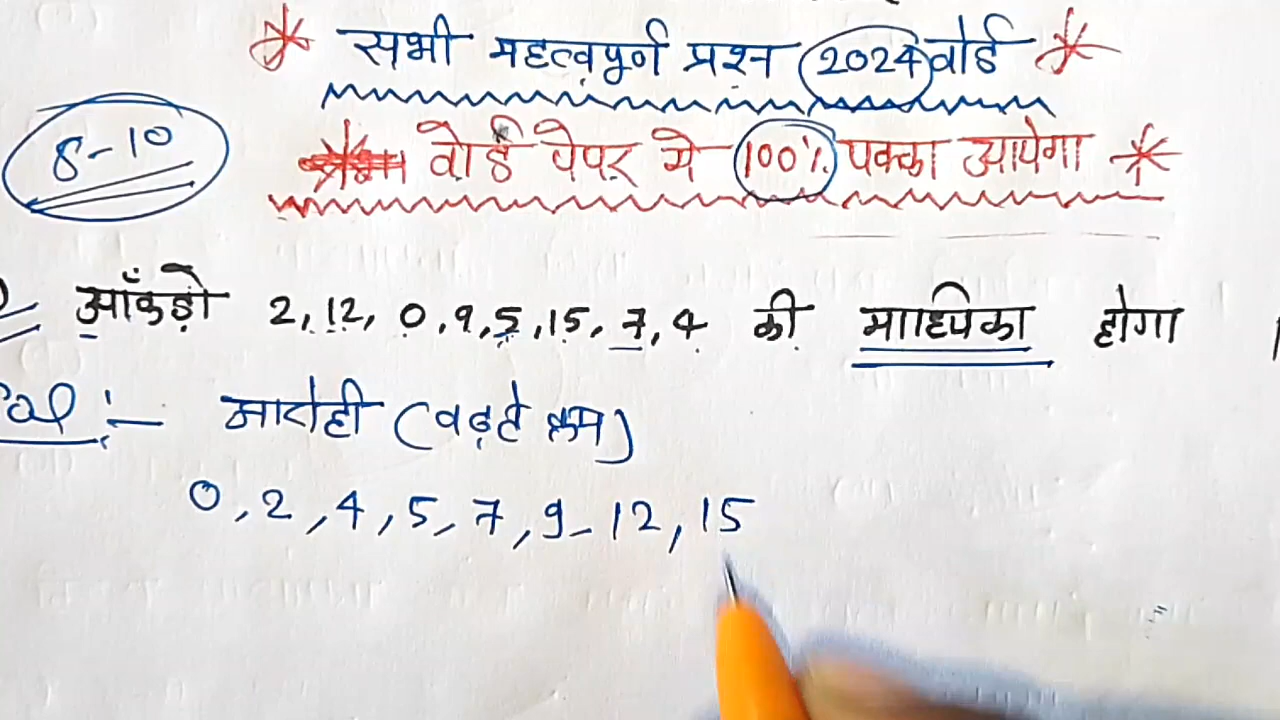 सभी महत्वपूर्ण प्रश्न 2024 वोर्ड
8-10
वोर्ड पेपर मे 100% पक्का आयेगा
आँकड़ो 2, 12, 0, 9, 5, 15, 7, 4 की माध्यिका होगा ।
Sol :- आरोही (वढ़ते क्रम)
0, 2, 4, 5, 7, 9, 12, 15